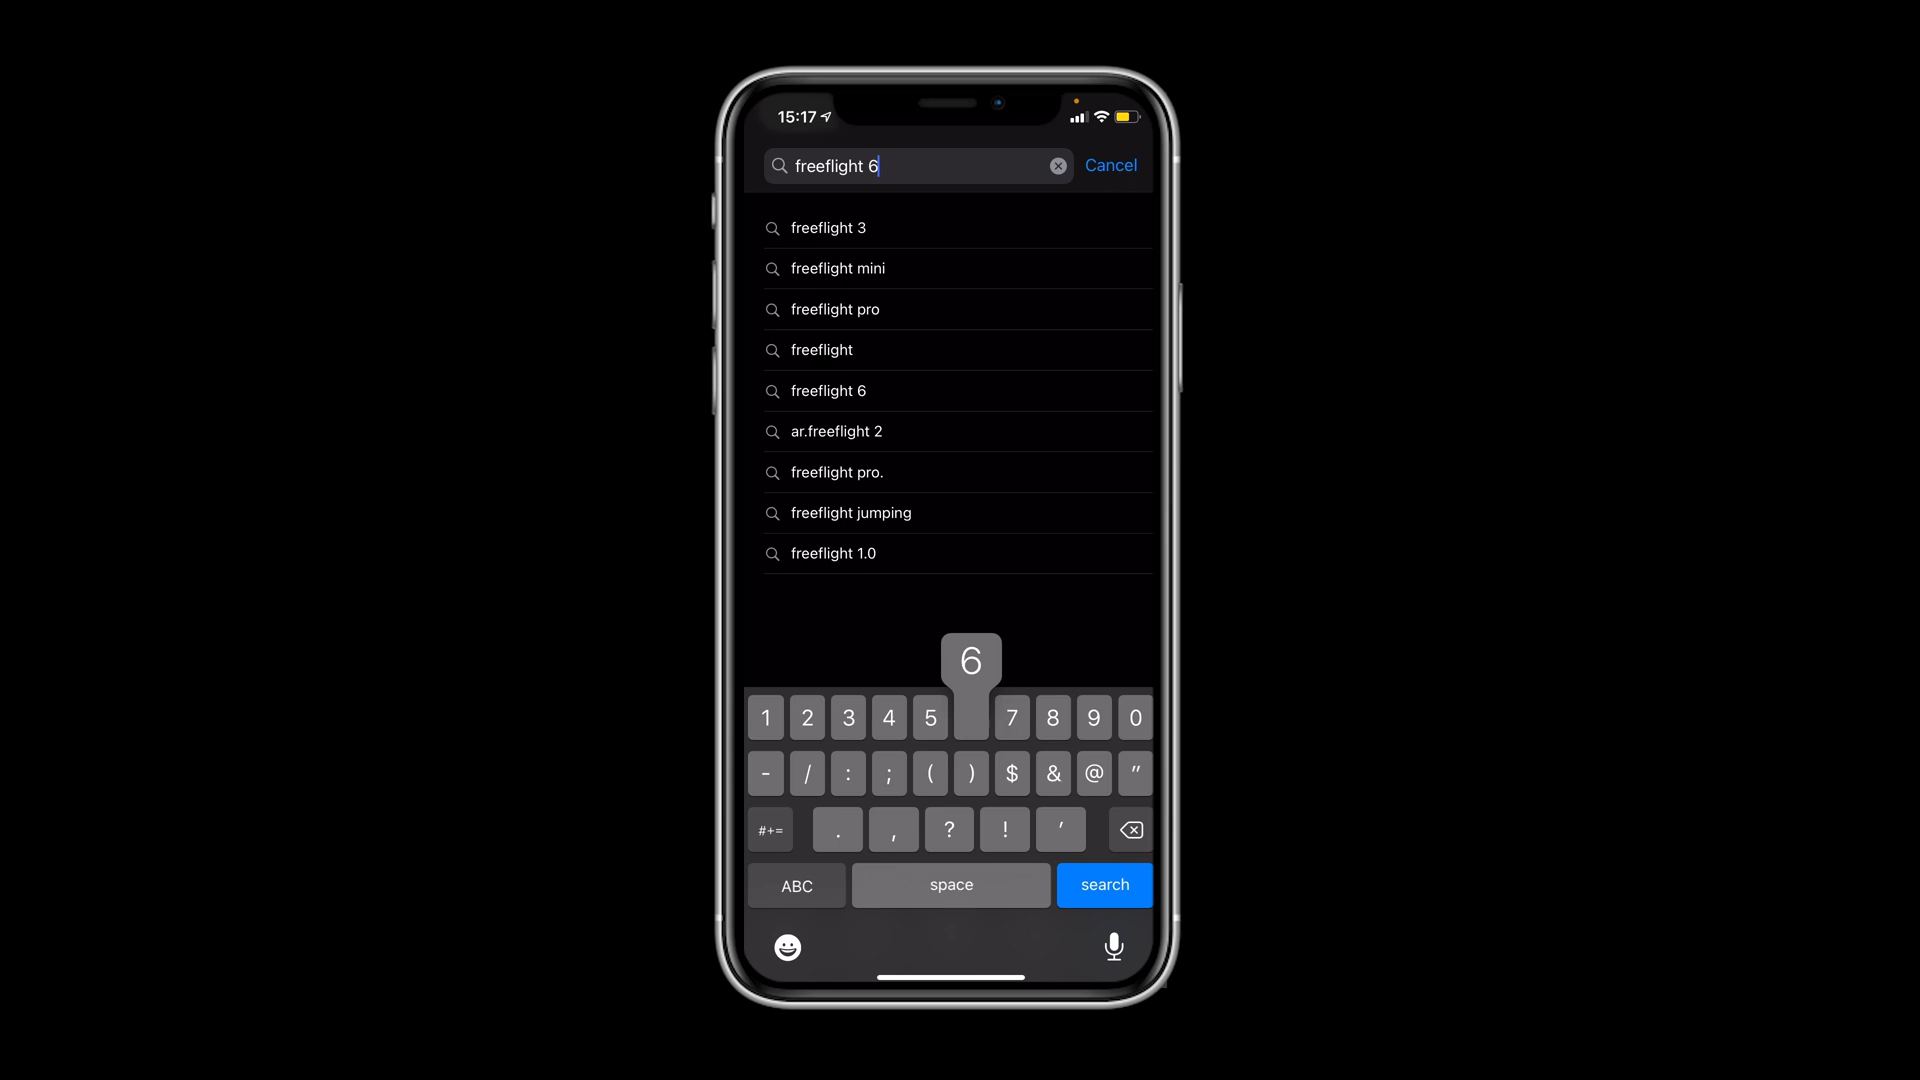 15:17
freeflight 6
Cancel
freeflight 3
freeflight mini
freeflight pro
freeflight
freeflight 6
ar.freeflight 2
freeflight pro.
freeflight jumping
freeflight 1.0
6
1 2 3 4 5 7 8 9 0
- / : ; ( ) $ & @ "
#+= . , ? ! '
ABC space search